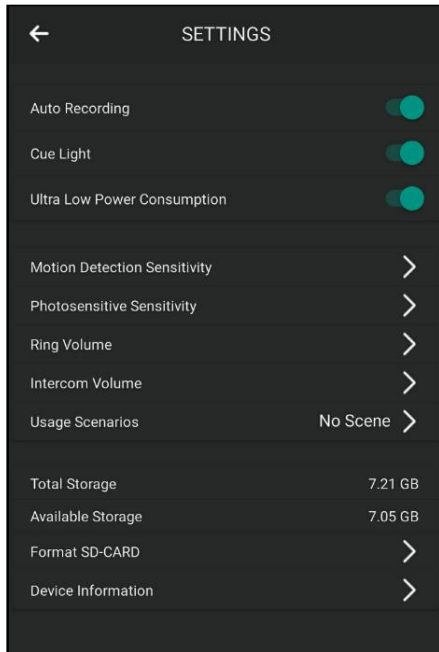 SETTINGS
Auto Recording
Cue Light
Ultra Low Power Consumption
Motion Detection Sensitivity
Photosensitive Sensitivity
Ring Volume
Intercom Volume
Usage Scenarios No Scene
Total Storage 7.21 GB
Available Storage 7.05 GB
Format SD-CARD
Device Information